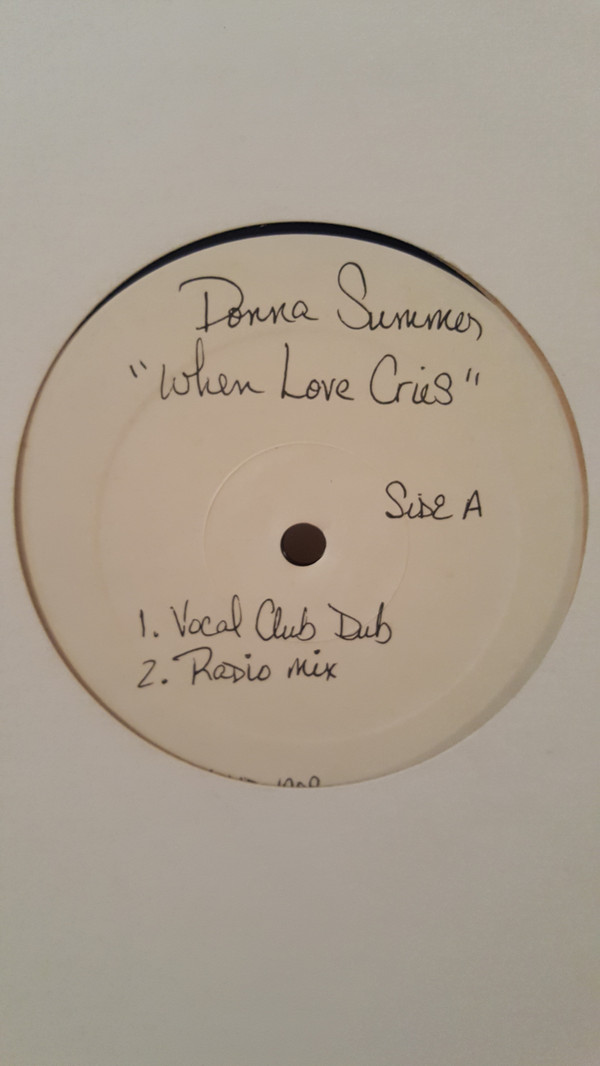 Donna Summer
"When Love Cries"
Side A
1. Vocal Club Dub
2. Radio Mix